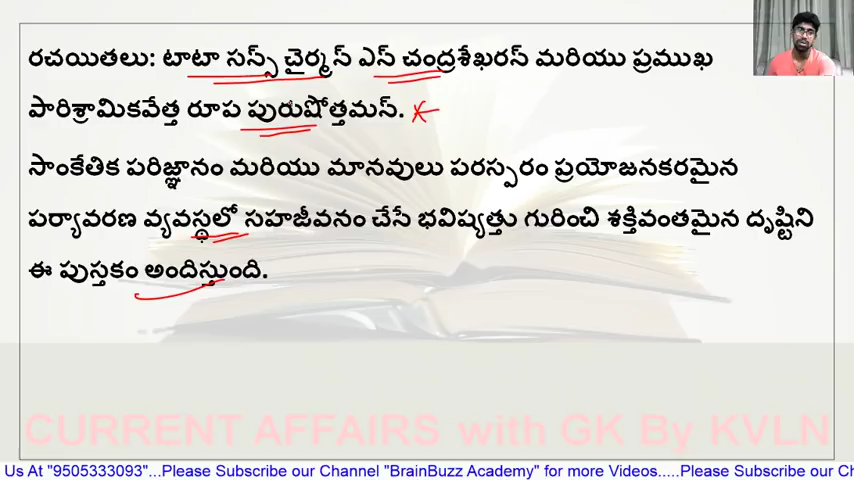 రచయితలు: టాటా సన్స్ చైర్మన్ ఎన్ చంద్రశేఖరన్ మరియు ప్రముఖ
పారిశ్రామికవేత్త రూప పురుషోత్తమన్.
సాంకేతిక పరిజ్ఞానం మరియు మానవులు పరస్పరం ప్రయోజనకరమైన
పర్యావరణ వ్యవస్థలో సహజీవనం చేసే భవిష్యత్తు గురించి శక్తివంతమైన దృష్టిని
ఈ పుస్తకం అందిస్తుంది.
CURRENT AFFAIRS with GK By KVLN
Us At "9505333093"...Please Subscribe our Channel "BrainBuzz Academy" for more Videos.....Please Subscribe our Ch